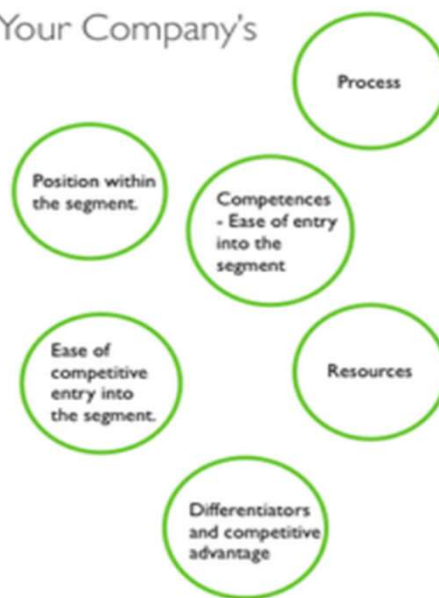 Your Company's
Process
Position within
the segment.
Competences
- Ease of entry
into the
segment
Ease of
competitive
entry into
the segment.
Resources
Differentiators
and competitive
advantage